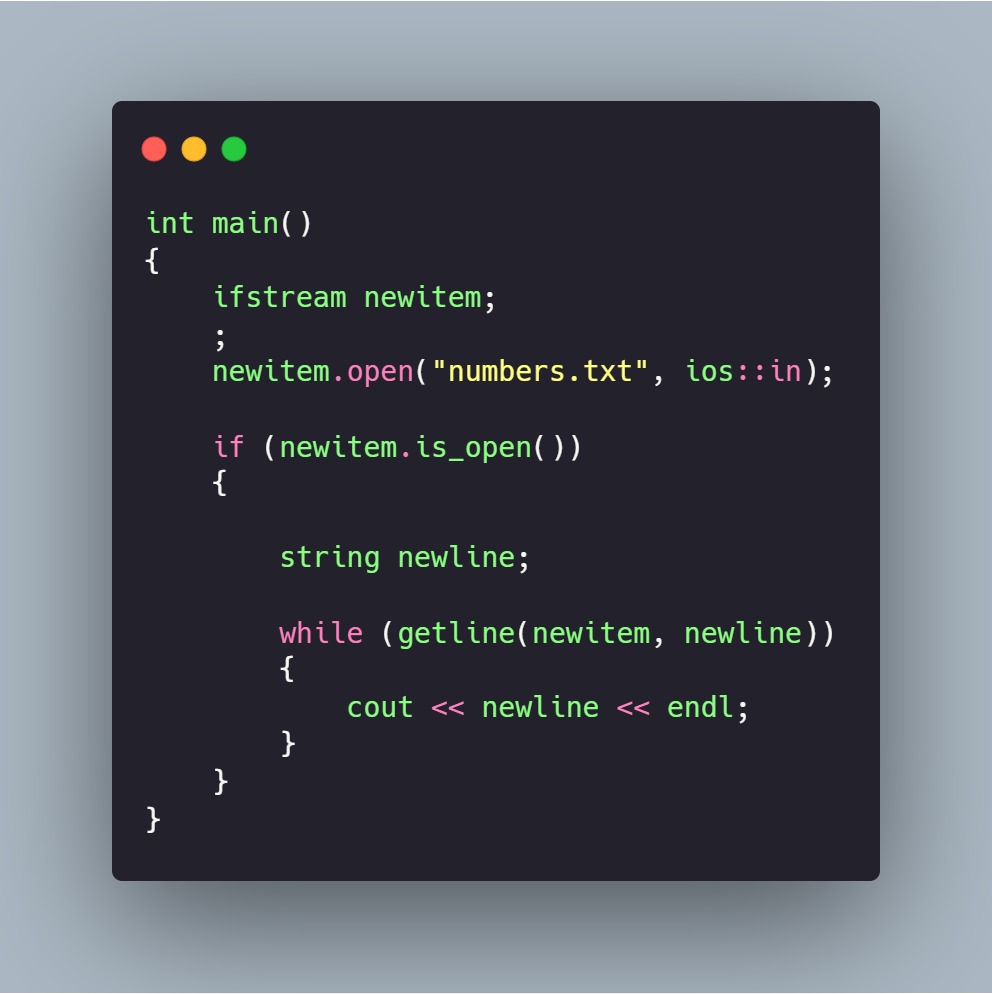 int main()
{
    ifstream newitem;
    ;
    newitem.open("numbers.txt", ios::in);
    if (newitem.is_open())
    {
        string newline;
        while (getline(newitem, newline))
        {
            cout << newline << endl;
        }
    }
}